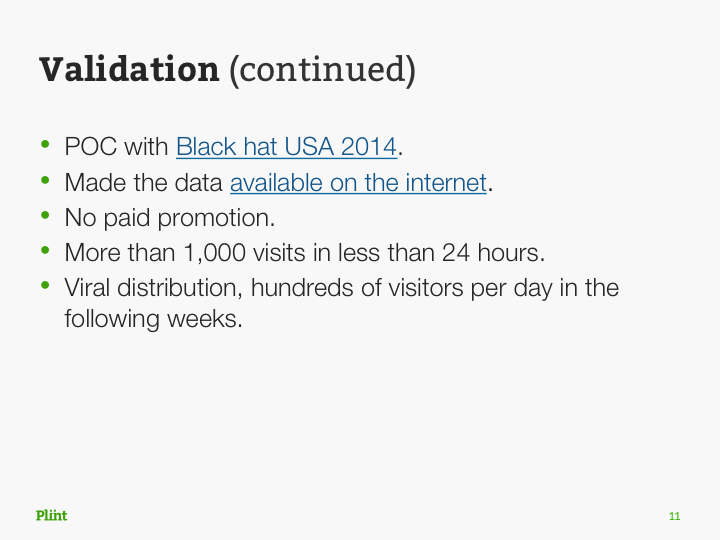 Validation (continued)
• POC with Black hat USA 2014.
• Made the data available on the internet.
• No paid promotion.
• More than 1,000 visits in less than 24 hours.
• Viral distribution, hundreds of visitors per day in the
following weeks.
Plint
11